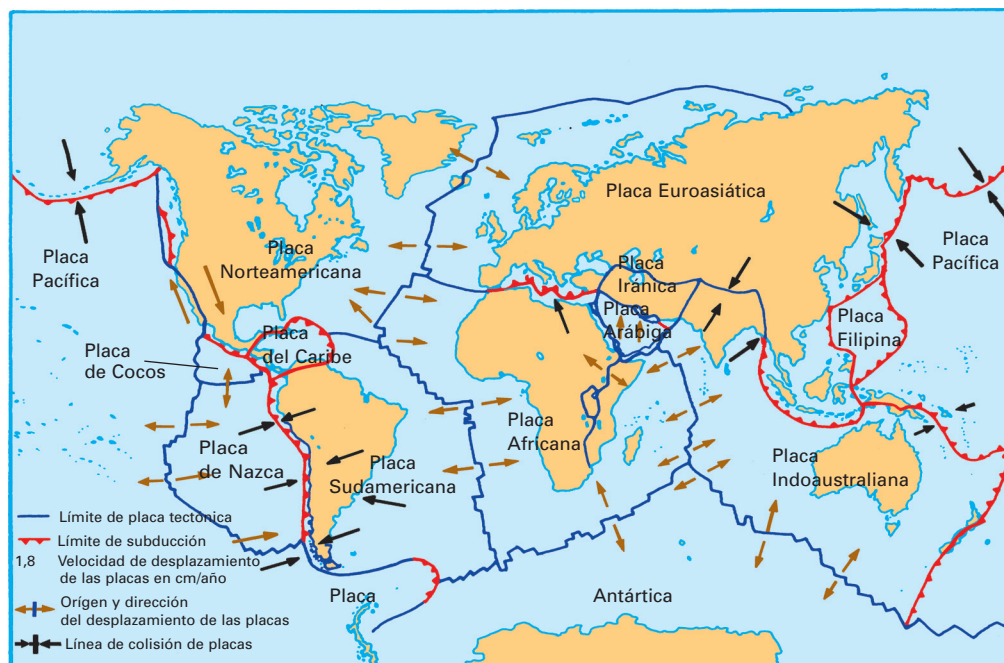 Placa Euroasiática
Placa
Pacífica
Placa
Norteamericana
Placa
Pacífica
Placa
Iránica
Placa
Arábiga
Placa
Filipina
Placa
de Cocos
Placa
del Caribe
Placa
de Nazca
Placa
Sudamericana
Placa
Africana
Placa
Indoaustraliana
Límite de placa tectónica
Límite de subducción
1,8 Velocidad de desplazamiento
de las placas en cm/año
Orígen y dirección
del desplazamiento de las placas
Línea de colisión de placas
Placa Antártica